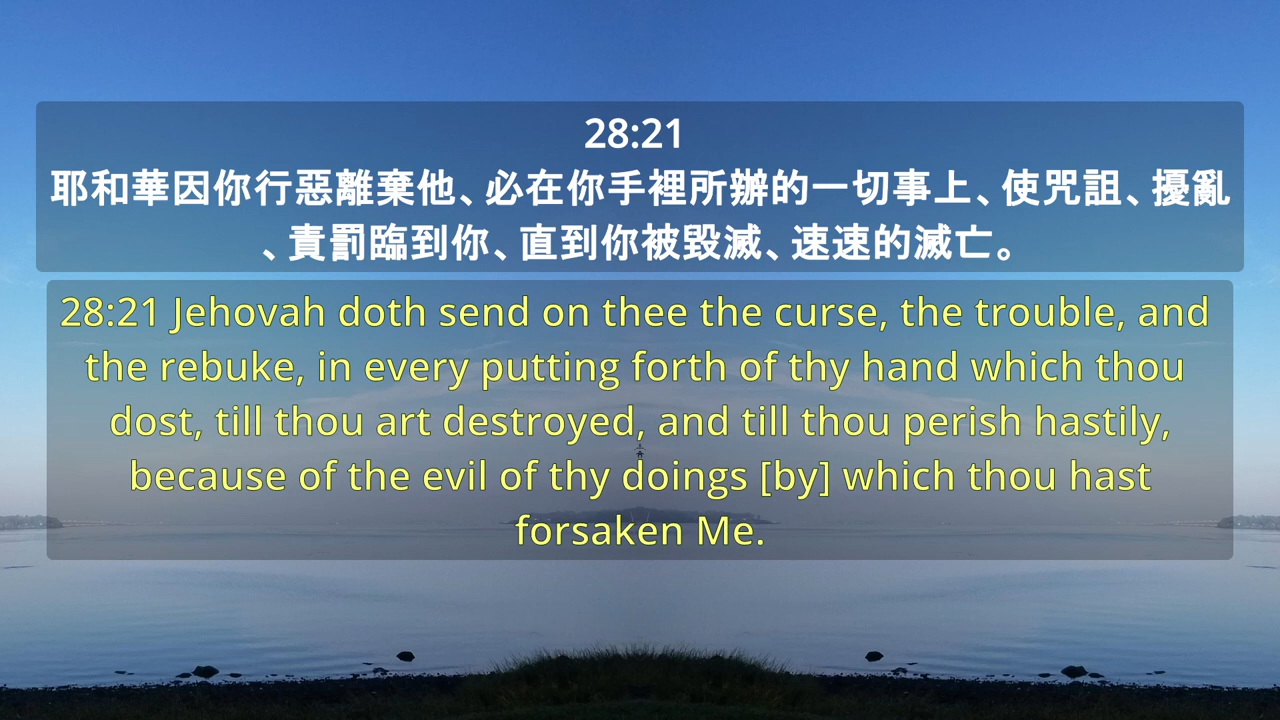 28:21
耶和華因你行惡離棄他、必在你手裡所辦的一切事上、使咒詛、擾亂
、責罰臨到你、直到你被毀滅、速速的滅亡。
28:21 Jehovah doth send on thee the curse, the trouble, and
the rebuke, in every putting forth of thy hand which thou
dost, till thou art destroyed, and till thou perish hastily,
because of the evil of thy doings [by] which thou hast
forsaken Me.